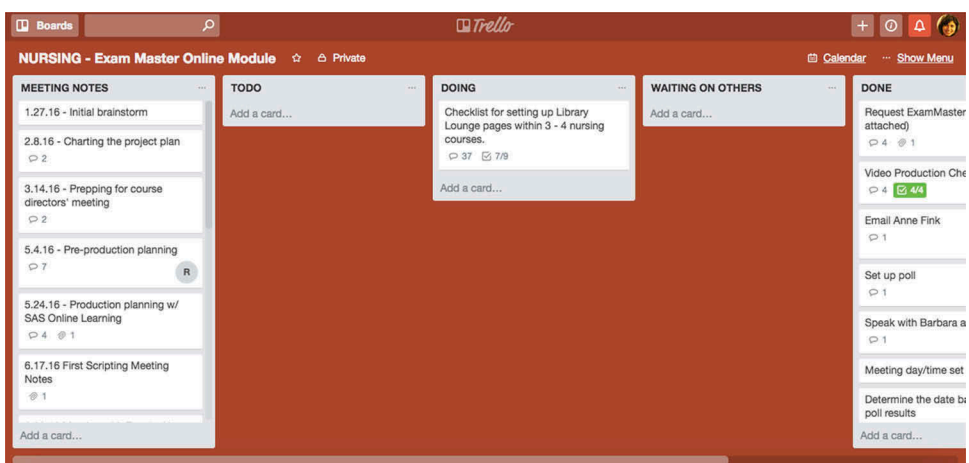 Boards
Trello
NURSING - Exam Master Online Module
Private
Calendar
... Show Menu
MEETING NOTES
...
1.27.16 - Initial brainstorm
2.8.16 - Charting the project plan
2
3.14.16 - Prepping for course
directors' meeting
2
5.4.16 - Pre-production planning
7
R
5.24.16 - Production planning w/
SAS Online Learning
4 1
6.17.16 First Scripting Meeting
Notes
1
Add a card...
TODO
...
Add a card...
DOING
...
Checklist for setting up Library
Lounge pages within 3 - 4 nursing
courses.
37 7/9
Add a card...
WAITING ON OTHERS
...
Add a card...
DONE
Request ExamMaster
attached)
4 1
Video Production Che
4 4/4
Email Anne Fink
1
Set up poll
1
Speak with Barbara a
1
Meeting day/time set
Determine the date ba
poll results
Add a card...